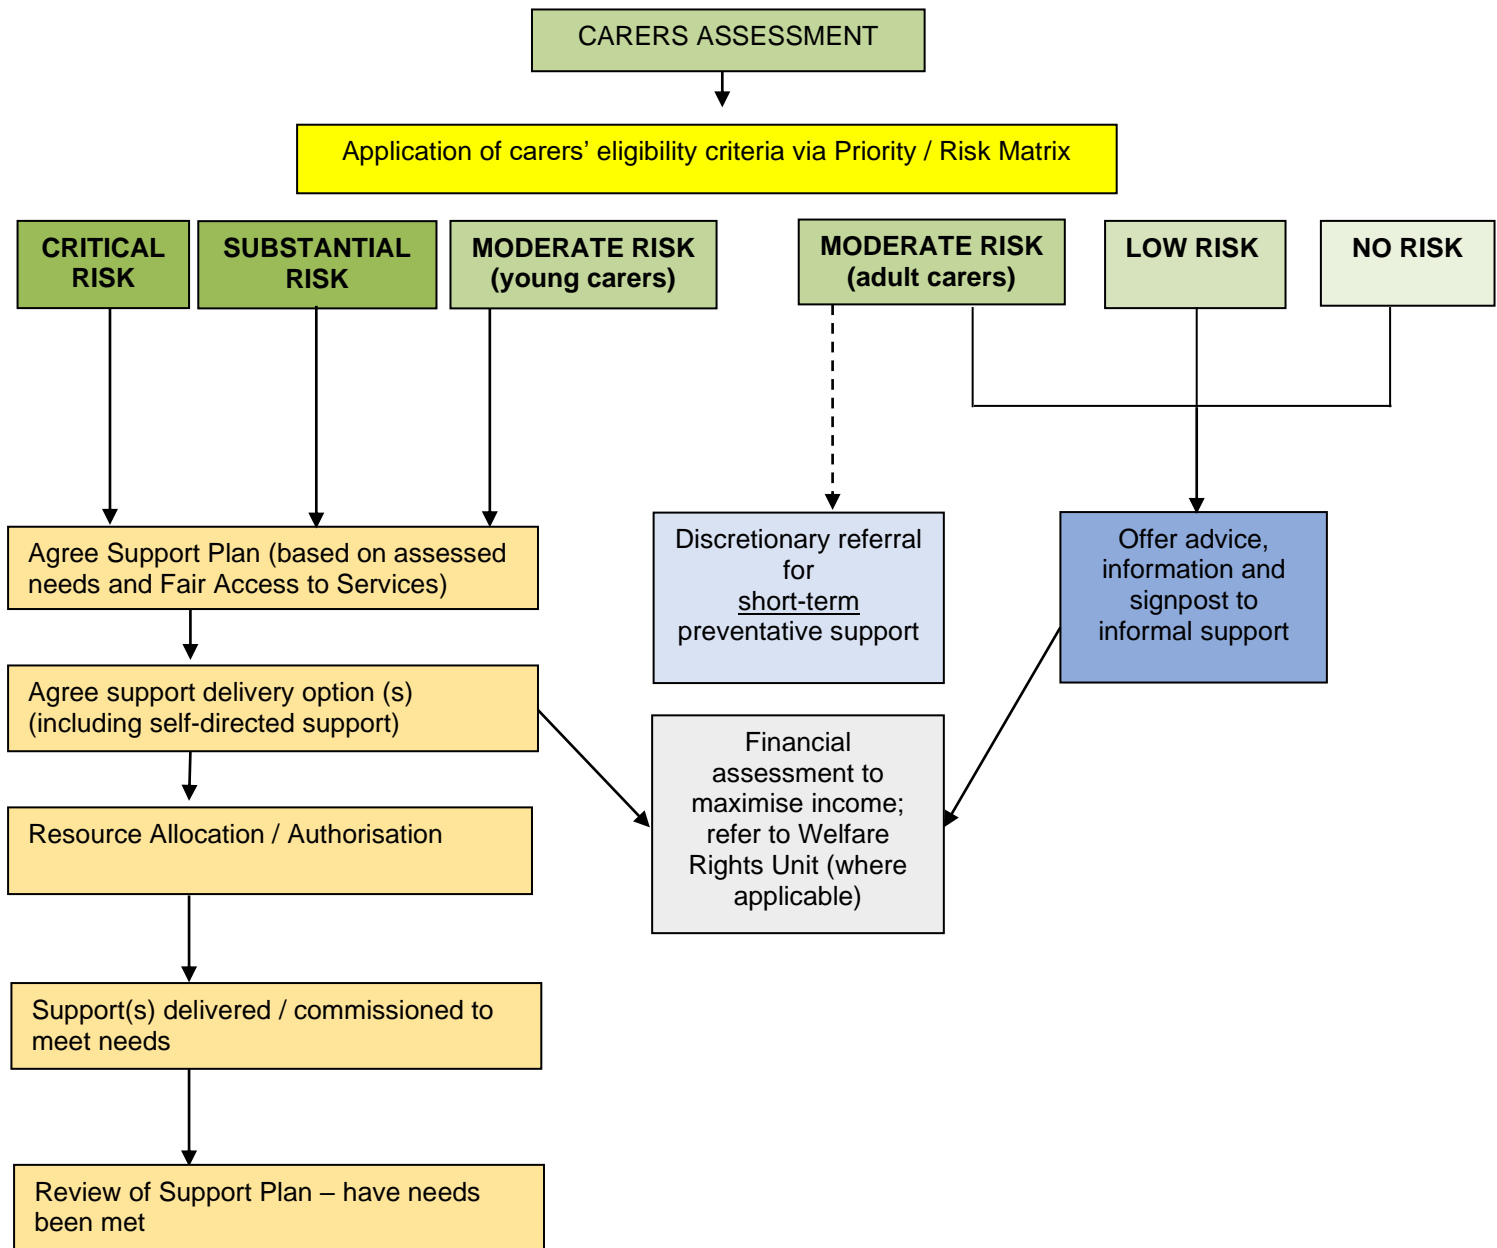 CARERS ASSESSMENT
Application of carers’ eligibility criteria via Priority / Risk Matrix
CRITICAL
RISK
SUBSTANTIAL
RISK
MODERATE RISK
(young carers)
MODERATE RISK
(adult carers)
LOW RISK
NO RISK
Agree Support Plan (based on assessed
needs and Fair Access to Services)
Discretionary referral
for
short-term
preventative support
Offer advice,
information and
signpost to
informal support
Agree support delivery option (s)
(including self-directed support)
Financial
assessment to
maximise income;
refer to Welfare
Rights Unit (where
applicable)
Resource Allocation / Authorisation
Support(s) delivered / commissioned to
meet needs
Review of Support Plan – have needs
been met